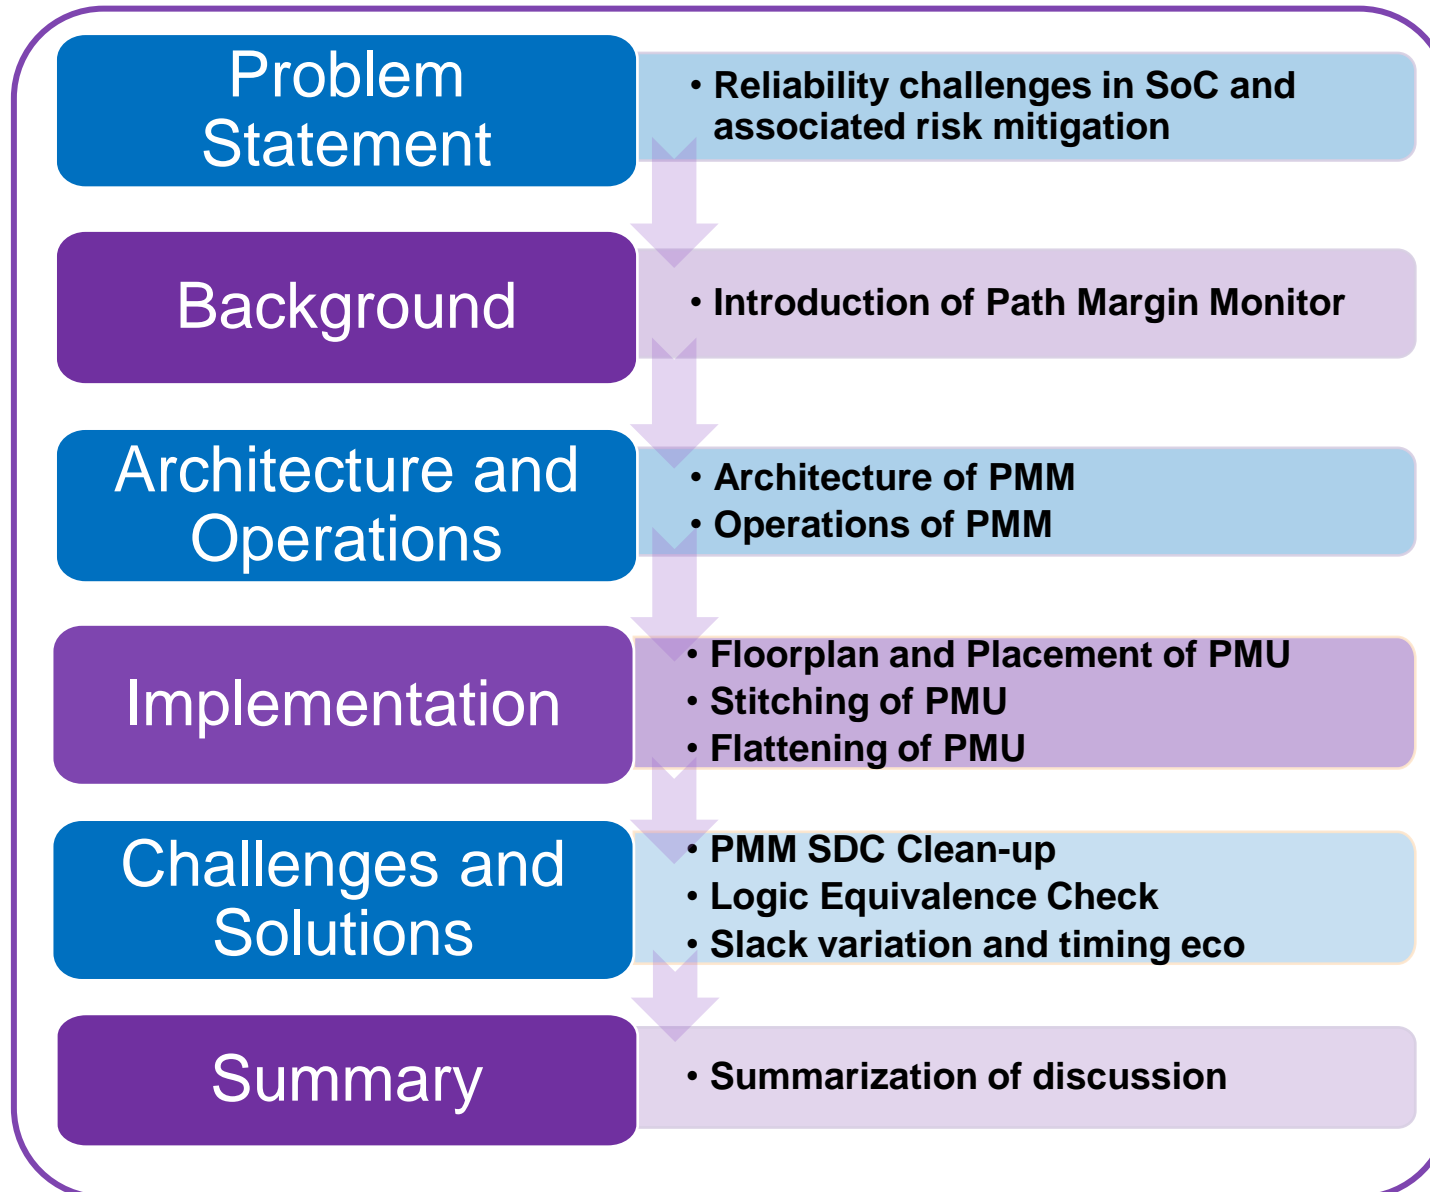 Problem
Statement
• Reliability challenges in SoC and
associated risk mitigation
Background
• Introduction of Path Margin Monitor
Architecture and
Operations
• Architecture of PMM
• Operations of PMM
Implementation
• Floorplan and Placement of PMU
• Stitching of PMU
• Flattening of PMU
Challenges and
Solutions
• PMM SDC Clean-up
• Logic Equivalence Check
• Slack variation and timing eco
Summary
• Summarization of discussion